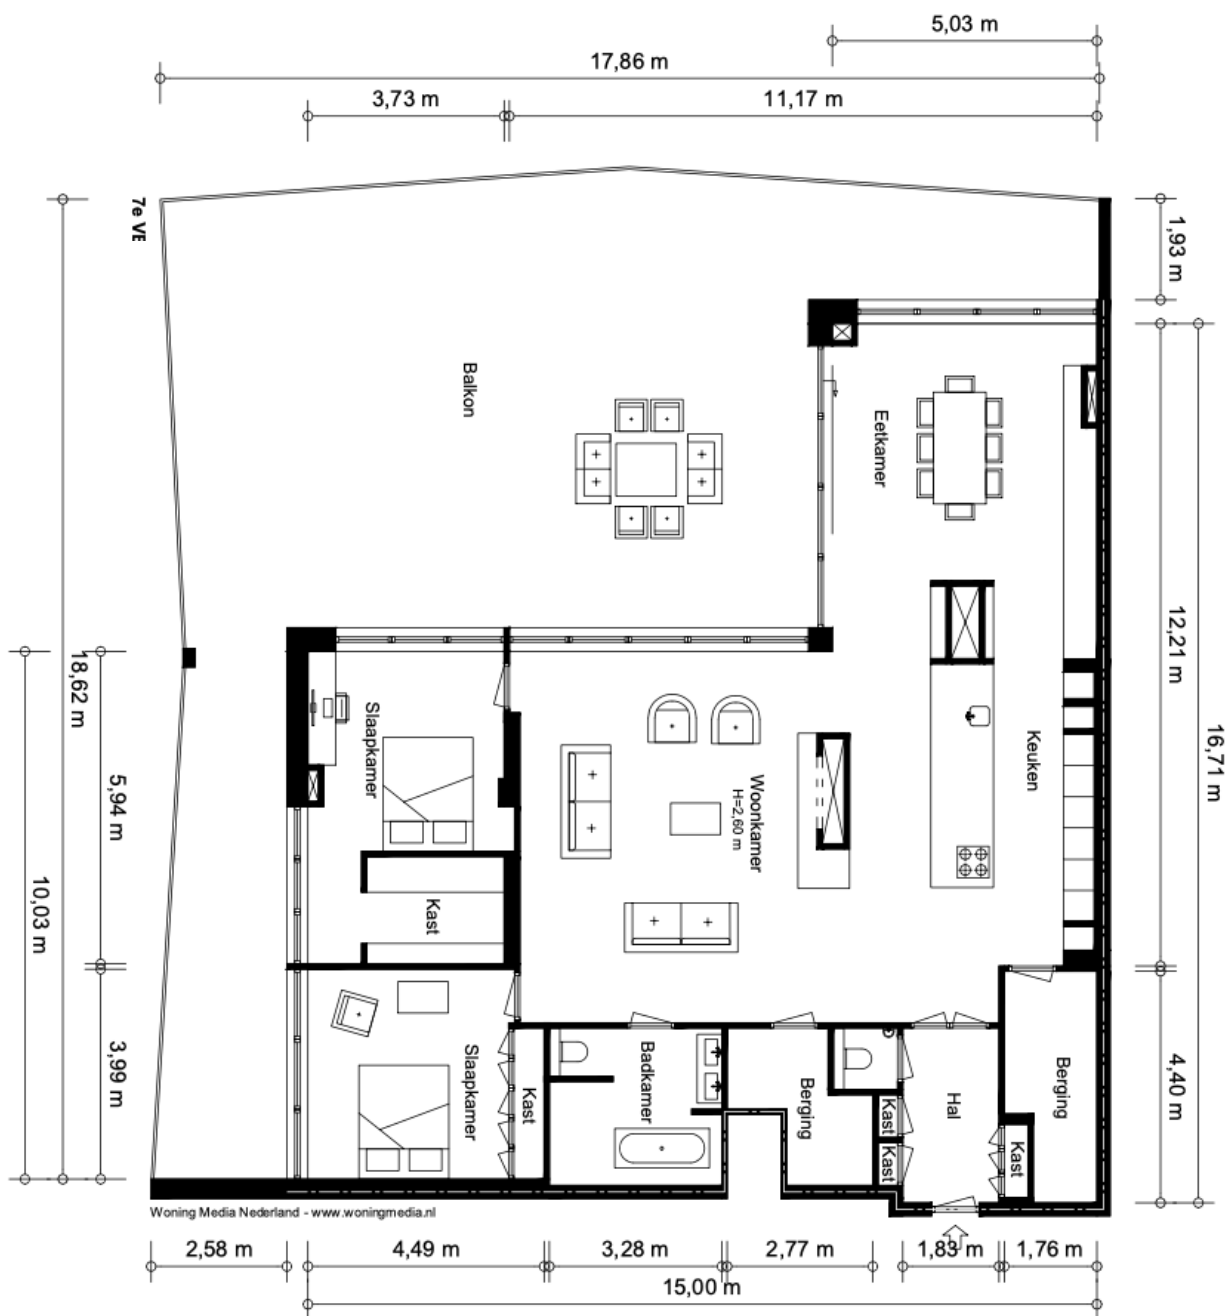 5,03 m
17,86 m
3,73 m
11,17 m
7e VE
1,93 m
Balkon
Eetkamer
12,21 m
16,71 m
18,62 m
Slaapkamer
Keuken
Woonkamer
H=2,60 m
5,94 m
10,03 m
Kast
3,99 m
Slaapkamer
Kast
Badkamer
Berging
Kast
Kast
Hal
Kast
Berging
4,40 m
Woning Media Nederland - www.woningmedia.nl
2,58 m
4,49 m
3,28 m
2,77 m
1,83 m
1,76 m
15,00 m